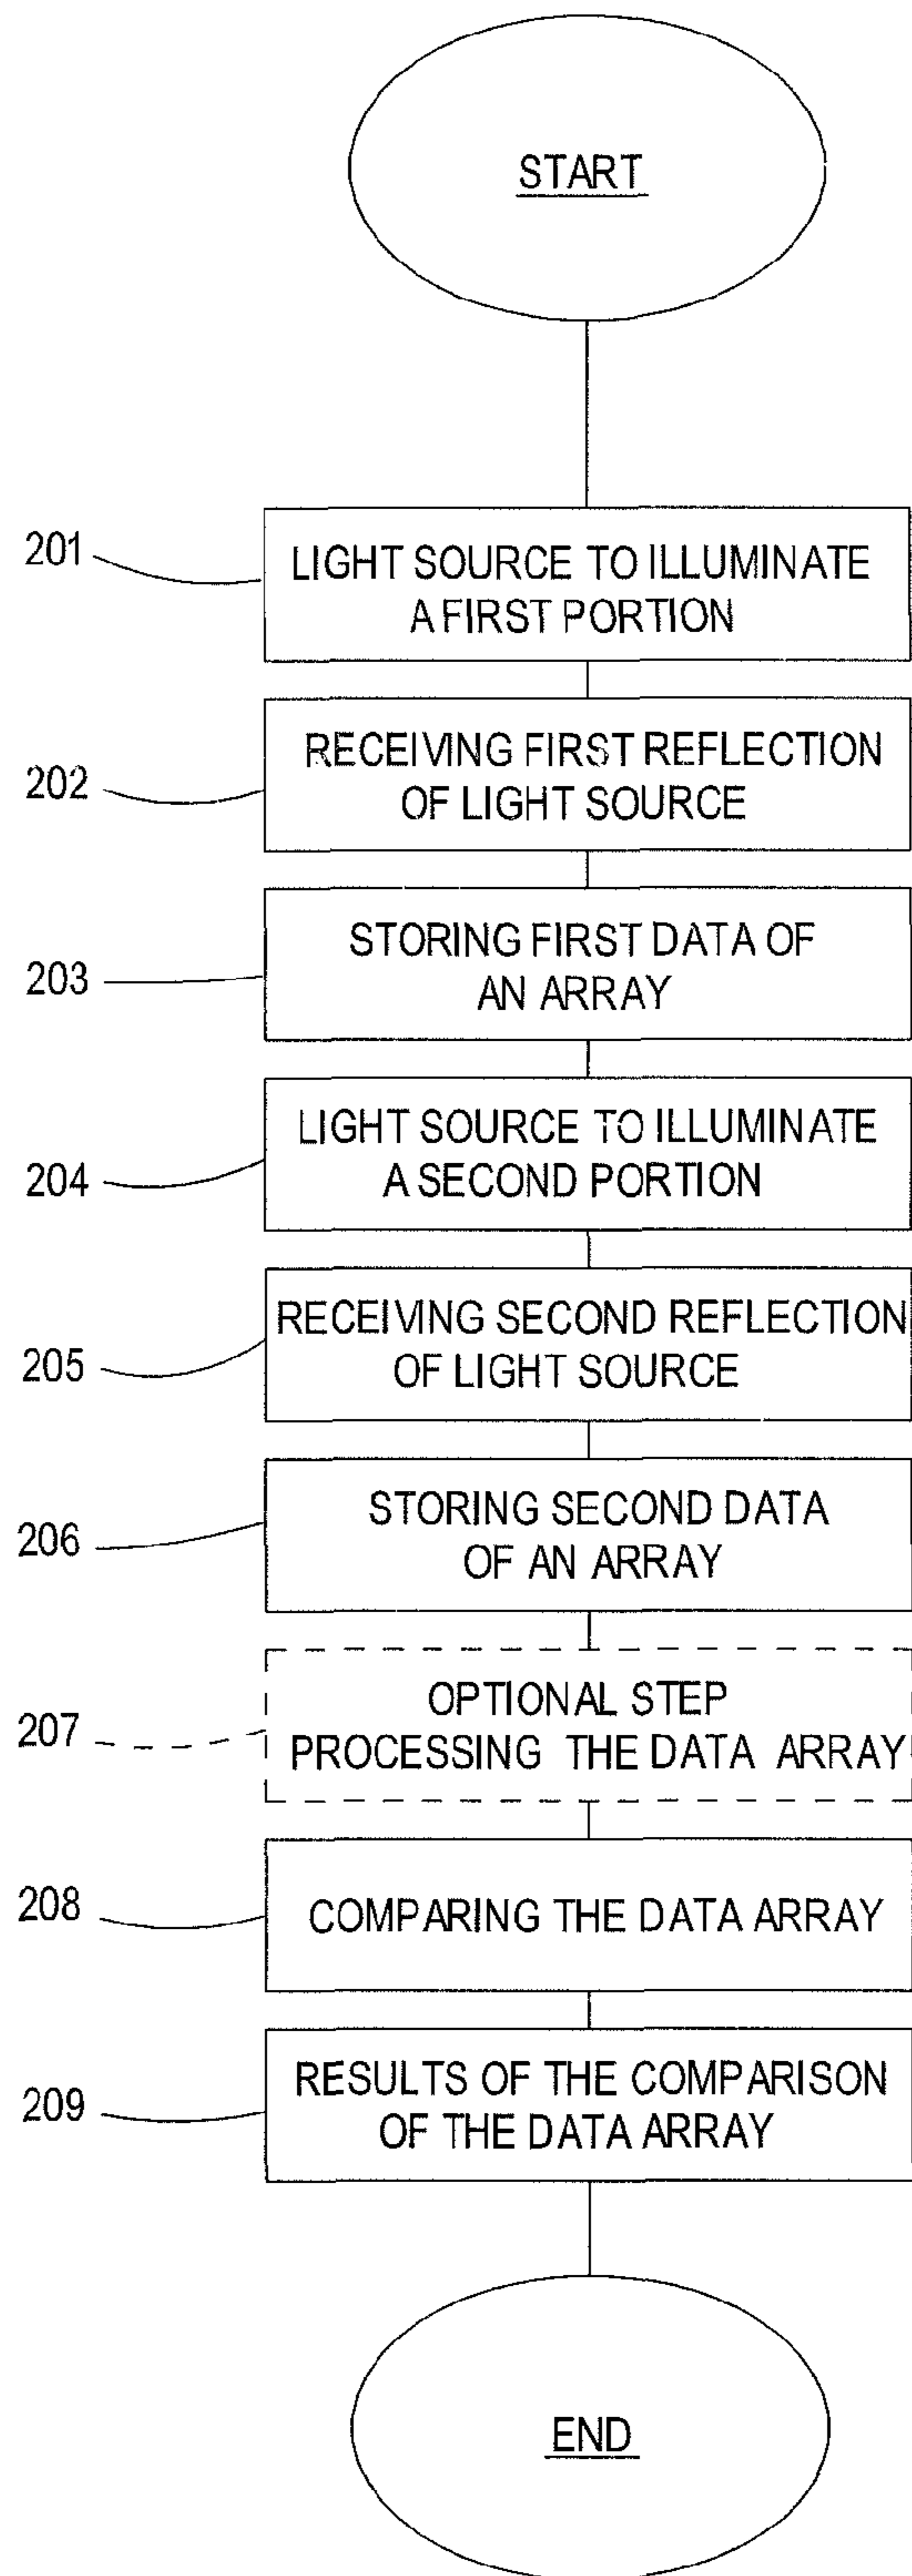 START
201
LIGHT SOURCE TO ILLUMINATE
A FIRST PORTION
202
RECEIVING FIRST REFLECTION
OF LIGHT SOURCE
203
STORING FIRST DATA OF
AN ARRAY
204
LIGHT SOURCE TO ILLUMINATE
A SECOND PORTION
205
RECEIVING SECOND REFLECTION
OF LIGHT SOURCE
206
STORING SECOND DATA
OF AN ARRAY
207
OPTIONAL STEP
PROCESSING THE DATA ARRAY
208
COMPARING THE DATA ARRAY
209
RESULTS OF THE COMPARISON
OF THE DATA ARRAY
END